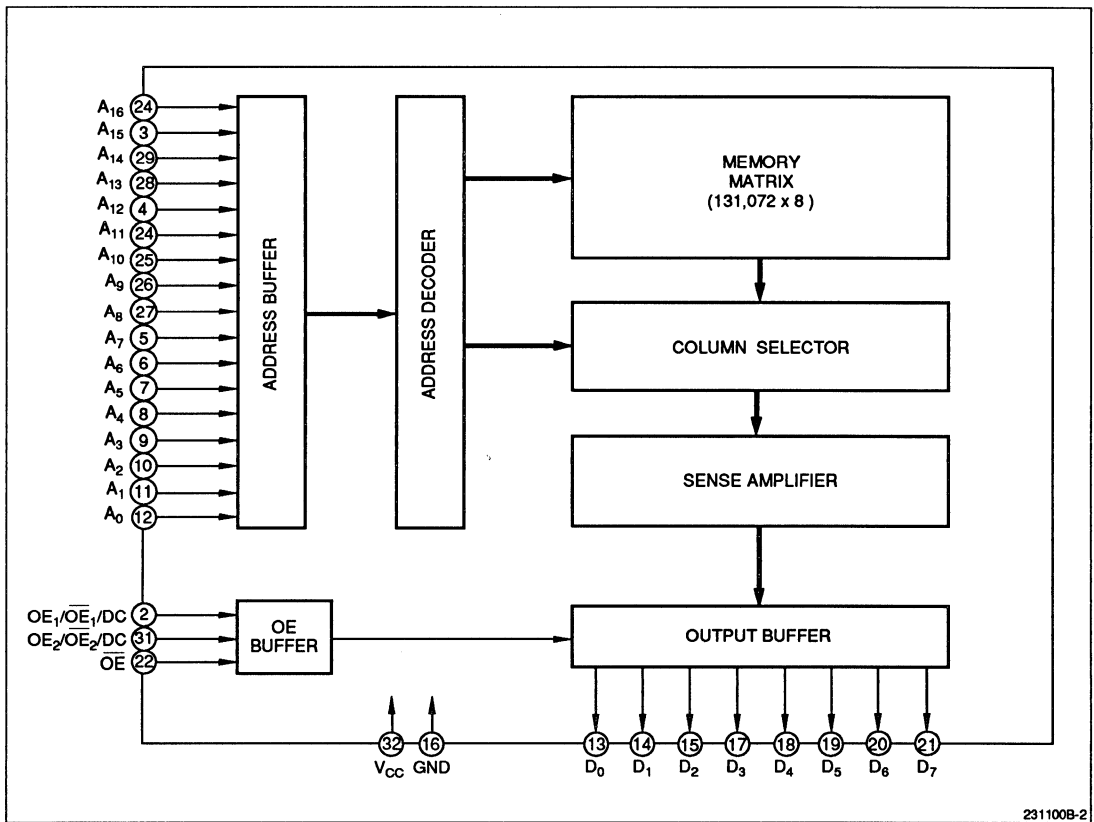 A16 24
A15 3
A14 29
A13 28
A12 4
A11 24
A10 25
A9 26
A8 27
A7 5
A6 6
A5 7
A4 8
A3 9
A2 10
A1 11
A0 12
ADDRESS BUFFER
ADDRESS DECODER
MEMORY
MATRIX
(131,072 x 8 )
COLUMN SELECTOR
SENSE AMPLIFIER
OE1/O̅E̅1/DC 2
OE2/O̅E̅2/DC 31
O̅E̅ 22
OE
BUFFER
OUTPUT BUFFER
32 16 13 14 15 17 18 19 20 21
VCC GND D0 D1 D2 D3 D4 D5 D6 D7
231100B-2